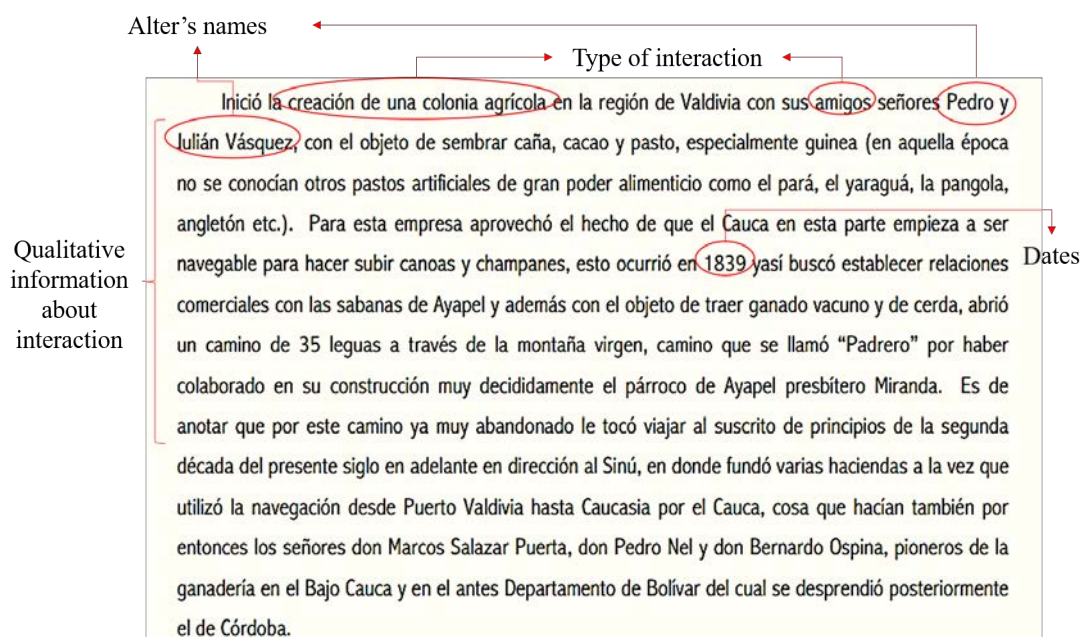 Alter's names
Type of interaction
Inició la creación de una colonia agrícola en la región de Valdivia con sus amigos señores Pedro y
Julián Vásquez, con el objeto de sembrar caña, cacao y pasto, especialmente guinea (en aquella época
no se conocían otros pastos artificiales de gran poder alimenticio como el pará, el yaraguá, la pangola,
angletón etc.). Para esta empresa aprovechó el hecho de que el Cauca en esta parte empieza a ser
navegable para hacer subir canoas y champanes, esto ocurrió en 1839 yasí buscó establecer relaciones
comerciales con las sabanas de Ayapel y además con el objeto de traer ganado vacuno y de cerda, abrió
un camino de 35 leguas a través de la montaña virgen, camino que se llamó “Padrero” por haber
colaborado en su construcción muy decididamente el párroco de Ayapel presbítero Miranda. Es de
anotar que por este camino ya muy abandonado le tocó viajar al suscrito de principios de la segunda
década del presente siglo en adelante en dirección al Sinú, en donde fundó varias haciendas a la vez que
utilizó la navegación desde Puerto Valdivia hasta Caucasia por el Cauca, cosa que hacían también por
entonces los señores don Marcos Salazar Puerta, don Pedro Nel y don Bernardo Ospina, pioneros de la
ganadería en el Bajo Cauca y en el antes Departamento de Bolívar del cual se desprendió posteriormente
el de Córdoba.
Qualitative
information
about
interaction
Dates